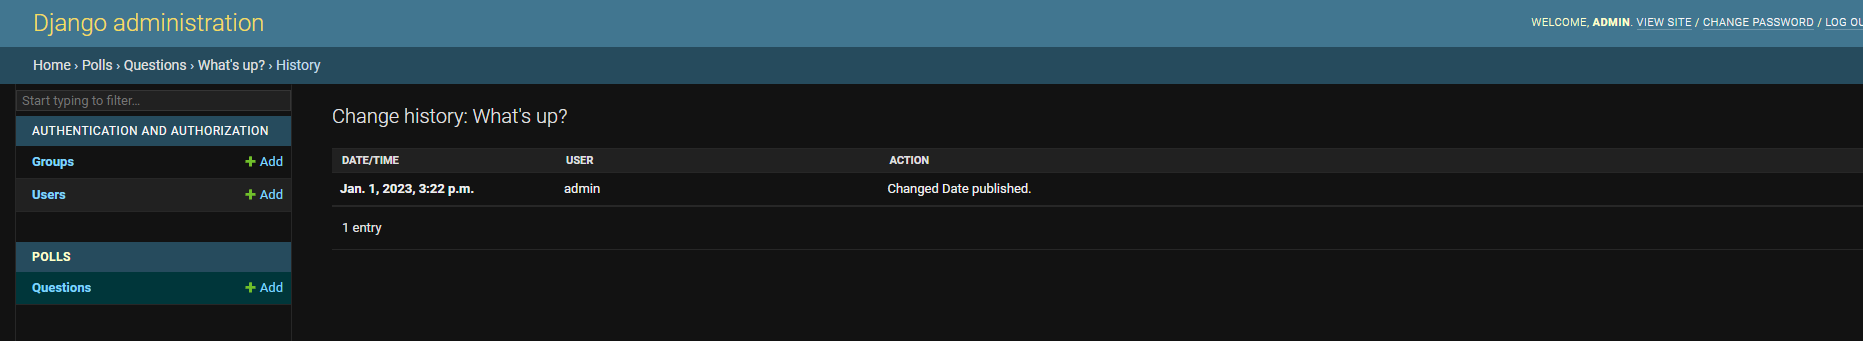 Django administration
WELCOME, ADMIN. VIEW SITE / CHANGE PASSWORD / LOG
Home › Polls › Questions › What's up? › History
Start typing to filter...
AUTHENTICATION AND AUTHORIZATION
Groups + Add
Users + Add
POLLS
Questions + Add
Change history: What's up?
DATE/TIME USER ACTION
Jan. 1, 2023, 3:22 p.m. admin Changed Date published.
1 entry